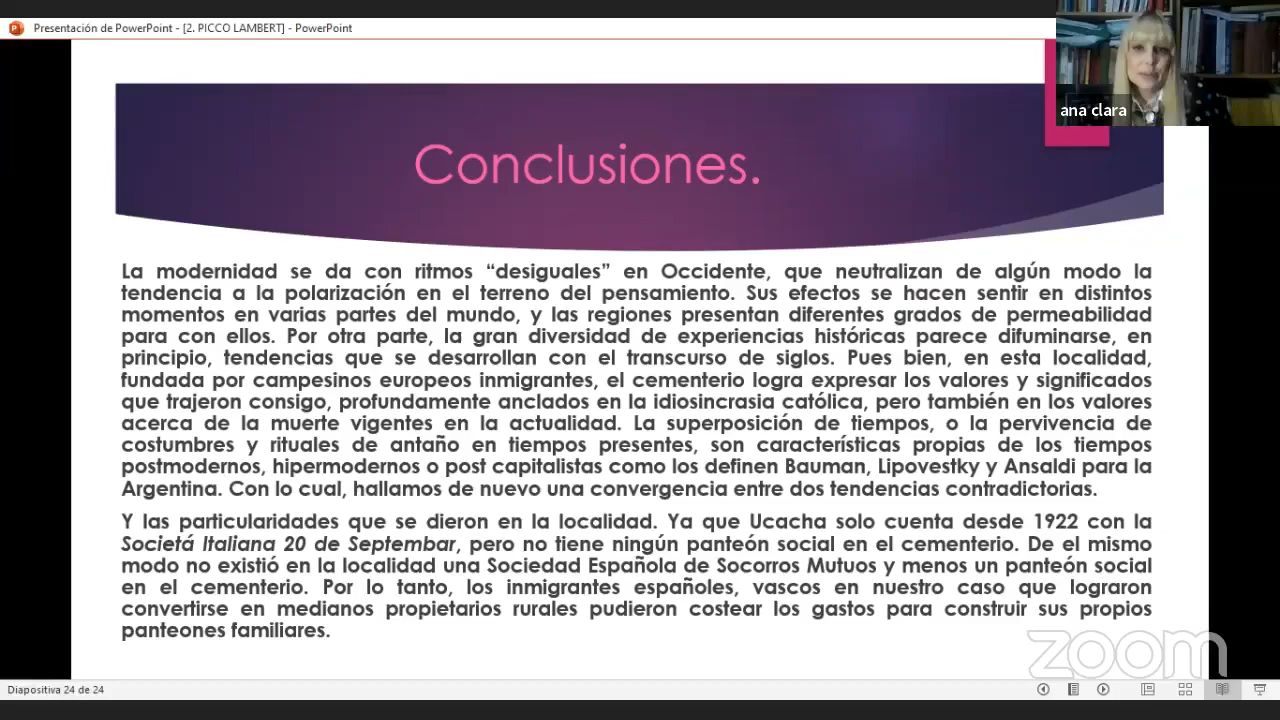 Presentación de PowerPoint - [2. PICCO LAMBERT] - PowerPoint
ana clara
Conclusiones.
La modernidad se da con ritmos “desiguales” en Occidente, que neutralizan de algún modo la
tendencia a la polarización en el terreno del pensamiento. Sus efectos se hacen sentir en distintos
momentos en varias partes del mundo, y las regiones presentan diferentes grados de permeabilidad
para con ellos. Por otra parte, la gran diversidad de experiencias históricas parece difuminarse, en
principio, tendencias que se desarrollan con el transcurso de siglos. Pues bien, en esta localidad,
fundada por campesinos europeos inmigrantes, el cementerio logra expresar los valores y significados
que trajeron consigo, profundamente anclados en la idiosincrasia católica, pero también en los valores
acerca de la muerte vigentes en la actualidad. La superposición de tiempos, o la pervivencia de
costumbres y rituales de antaño en tiempos presentes, son características propias de los tiempos
postmodernos, hipermodernos o post capitalistas como los definen Bauman, Lipovestky y Ansaldi para la
Argentina. Con lo cual, hallamos de nuevo una convergencia entre dos tendencias contradictorias.
Y las particularidades que se dieron en la localidad. Ya que Ucacha solo cuenta desde 1922 con la
Societá Italiana 20 de Septembar, pero no tiene ningún panteón social en el cementerio. De el mismo
modo no existió en la localidad una Sociedad Española de Socorros Mutuos y menos un panteón social
en el cementerio. Por lo tanto, los inmigrantes españoles, vascos en nuestro caso que lograron
convertirse en medianos propietarios rurales pudieron costear los gastos para construir sus propios
panteones familiares.
zoom
Diapositiva 24 de 24